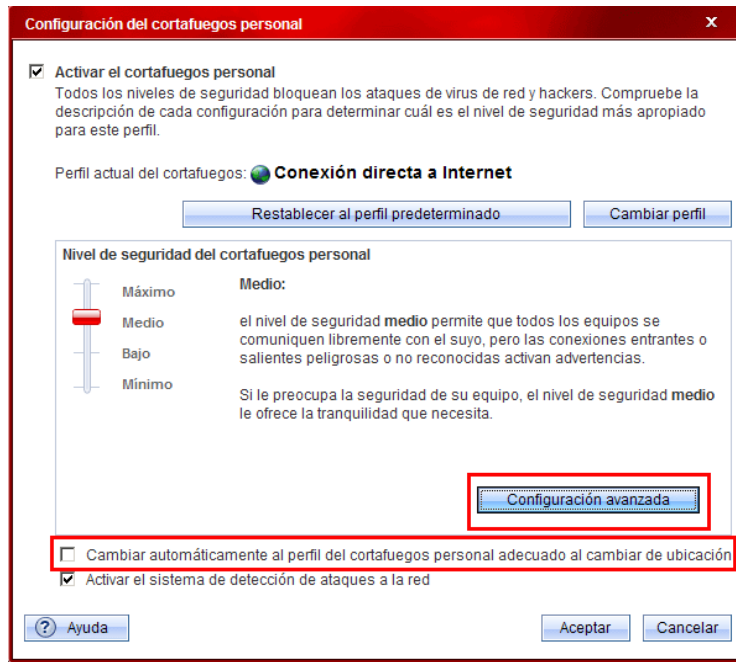 Configuración del cortafuegos personal
x
Activar el cortafuegos personal
Todos los niveles de seguridad bloquean los ataques de virus de red y hackers. Compruebe la
descripción de cada configuración para determinar cuál es el nivel de seguridad más apropiado
para este perfil.
Perfil actual del cortafuegos: Conexión directa a Internet
Restablecer al perfil predeterminado
Cambiar perfil
Nivel de seguridad del cortafuegos personal
Máximo
Medio
Bajo
Mínimo
Medio:
el nivel de seguridad medio permite que todos los equipos se
comuniquen libremente con el suyo, pero las conexiones entrantes o
salientes peligrosas o no reconocidas activan advertencias.
Si le preocupa la seguridad de su equipo, el nivel de seguridad medio
le ofrece la tranquilidad que necesita.
Configuración avanzada
Cambiar automáticamente al perfil del cortafuegos personal adecuado al cambiar de ubicación
Activar el sistema de detección de ataques a la red
? Ayuda
Aceptar
Cancelar